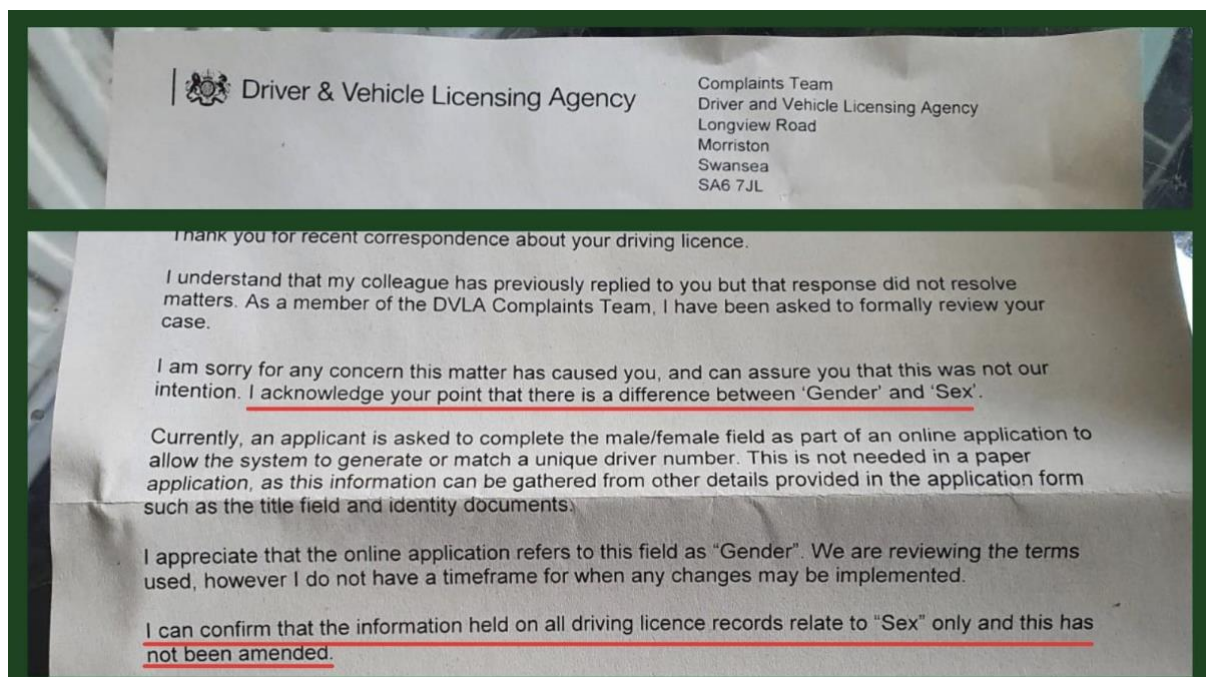 Driver & Vehicle Licensing Agency
Complaints Team
Driver and Vehicle Licensing Agency
Longview Road
Morriston
Swansea
SA6 7JL
Thank you for recent correspondence about your driving licence.
I understand that my colleague has previously replied to you but that response did not resolve
matters. As a member of the DVLA Complaints Team, I have been asked to formally review your
case.
I am sorry for any concern this matter has caused you, and can assure you that this was not our
intention. I acknowledge your point that there is a difference between ‘Gender’ and ‘Sex’.
Currently, an applicant is asked to complete the male/female field as part of an online application to
allow the system to generate or match a unique driver number. This is not needed in a paper
application, as this information can be gathered from other details provided in the application form
such as the title field and identity documents.
I appreciate that the online application refers to this field as “Gender”. We are reviewing the terms
used, however I do not have a timeframe for when any changes may be implemented.
I can confirm that the information held on all driving licence records relate to “Sex” only and this has
not been amended.